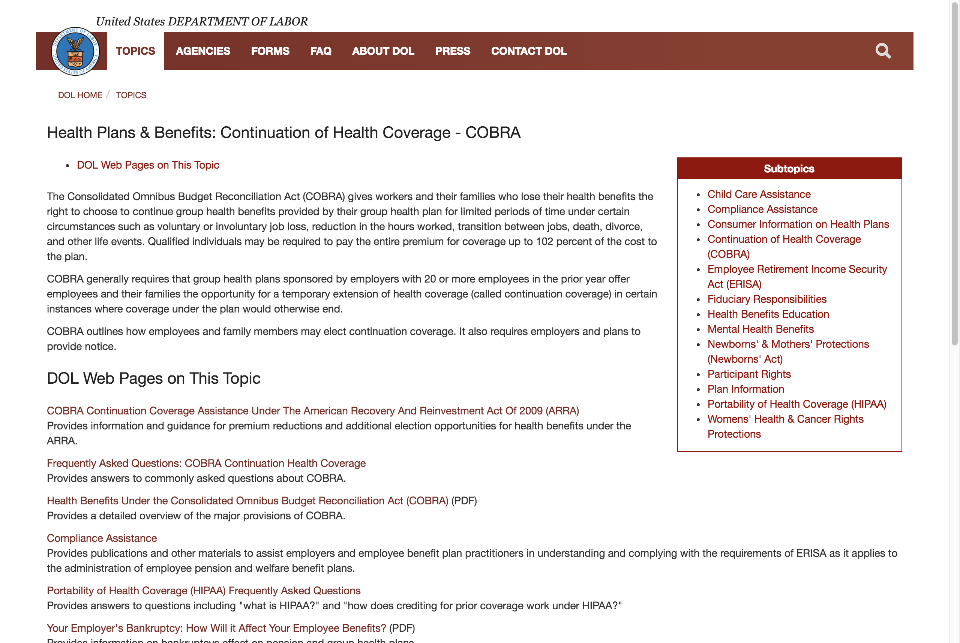 United States DEPARTMENT OF LABOR
TOPICS AGENCIES FORMS FAQ ABOUT DOL PRESS CONTACT DOL
DOL HOME / TOPICS
Health Plans & Benefits: Continuation of Health Coverage - COBRA
• DOL Web Pages on This Topic
The Consolidated Omnibus Budget Reconciliation Act (COBRA) gives workers and their families who lose their health benefits the
right to choose to continue group health benefits provided by their group health plan for limited periods of time under certain
circumstances such as voluntary or involuntary job loss, reduction in the hours worked, transition between jobs, death, divorce,
and other life events. Qualified individuals may be required to pay the entire premium for coverage up to 102 percent of the cost to
the plan.
COBRA generally requires that group health plans sponsored by employers with 20 or more employees in the prior year offer
employees and their families the opportunity for a temporary extension of health coverage (called continuation coverage) in certain
instances where coverage under the plan would otherwise end.
COBRA outlines how employees and family members may elect continuation coverage. It also requires employers and plans to
provide notice.
Subtopics
• Child Care Assistance
• Compliance Assistance
• Consumer Information on Health Plans
• Continuation of Health Coverage
(COBRA)
• Employee Retirement Income Security
Act (ERISA)
• Fiduciary Responsibilities
• Health Benefits Education
• Mental Health Benefits
• Newborns' & Mothers' Protections
(Newborns' Act)
• Participant Rights
• Plan Information
• Portability of Health Coverage (HIPAA)
• Womens' Health & Cancer Rights
Protections
DOL Web Pages on This Topic
COBRA Continuation Coverage Assistance Under The American Recovery And Reinvestment Act Of 2009 (ARRA)
Provides information and guidance for premium reductions and additional election opportunities for health benefits under the
ARRA.
Frequently Asked Questions: COBRA Continuation Health Coverage
Provides answers to commonly asked questions about COBRA.
Health Benefits Under the Consolidated Omnibus Budget Reconciliation Act (COBRA) (PDF)
Provides a detailed overview of the major provisions of COBRA.
Compliance Assistance
Provides publications and other materials to assist employers and employee benefit plan practitioners in understanding and complying with the requirements of ERISA as it applies to
the administration of employee pension and welfare benefit plans.
Portability of Health Coverage (HIPAA) Frequently Asked Questions
Provides answers to questions including "what is HIPAA?" and "how does crediting for prior coverage work under HIPAA?"
Your Employer's Bankruptcy: How Will it Affect Your Employee Benefits? (PDF)
Provides information on bankruptcy effect on pension and group health plans